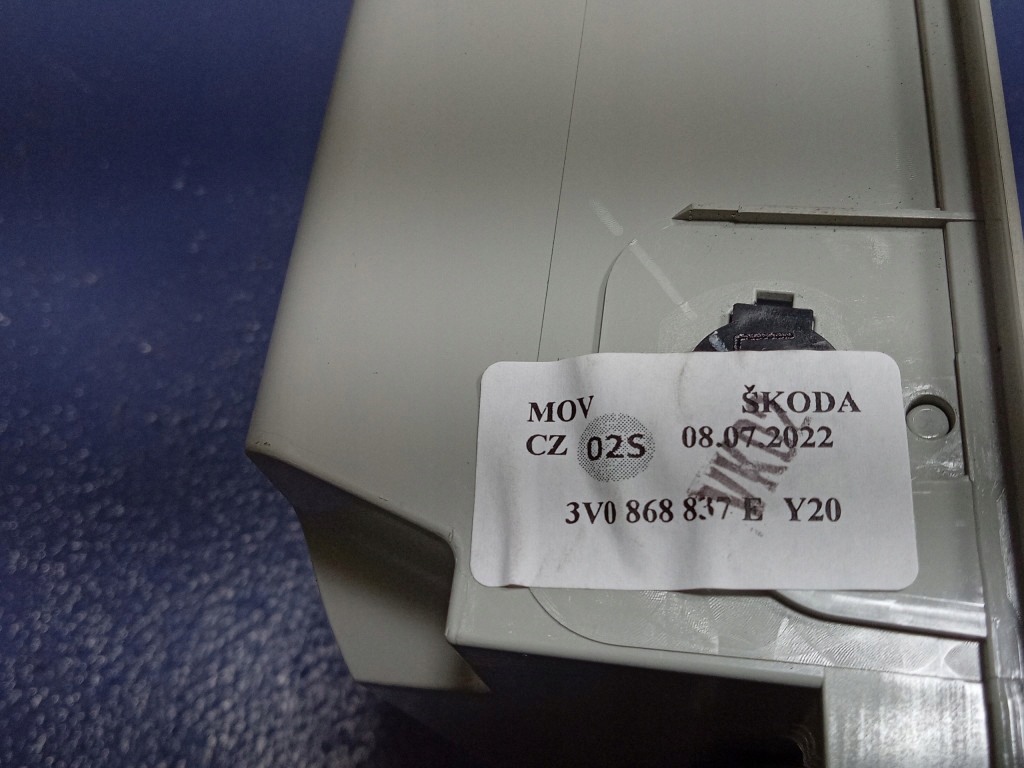 MOV ŠKODA
CZ 02S 08.07.2022
3V0 868 837 E Y20